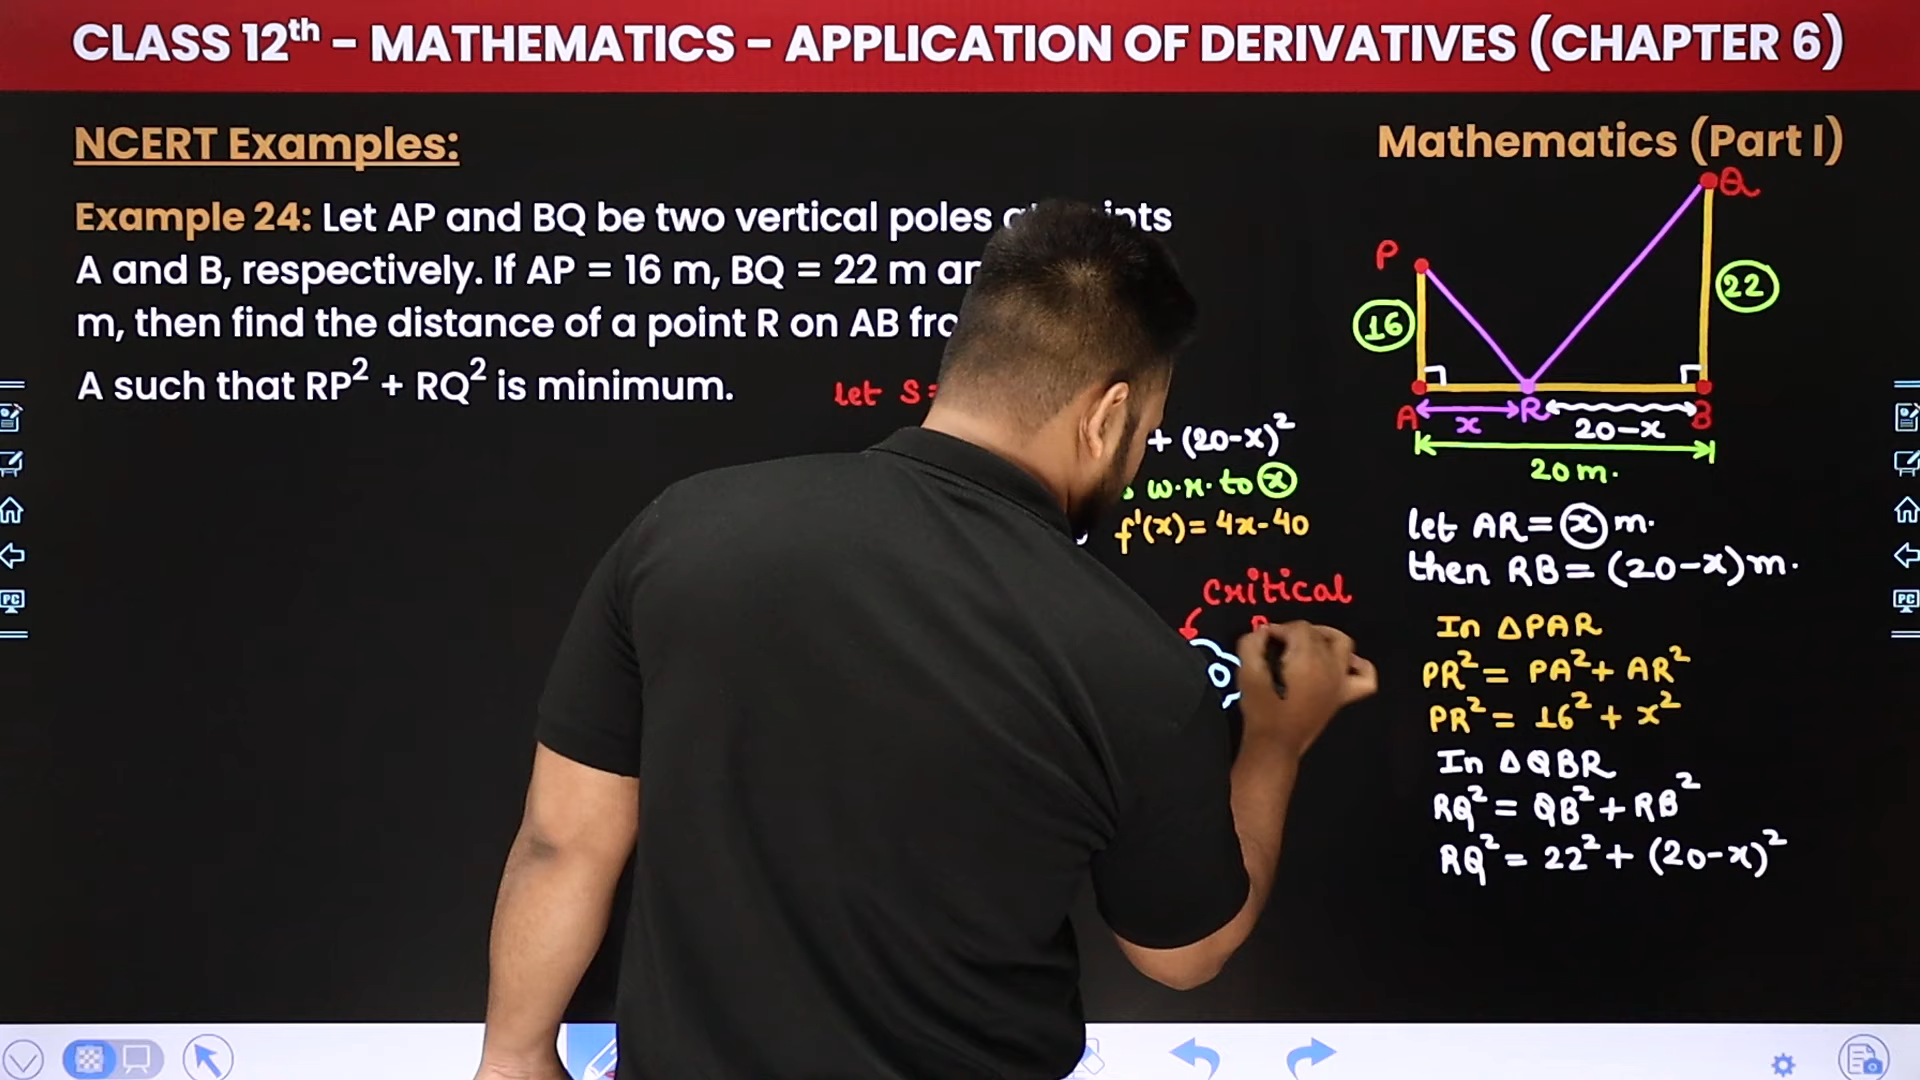 CLASS 12th - MATHEMATICS - APPLICATION OF DERIVATIVES (CHAPTER 6)
NCERT Examples:
Mathematics (Part I)
Example 24: Let AP and BQ be two vertical poles
A and B, respectively. If AP = 16 m, BQ = 22 m
m, then find the distance of a point R on AB
A such that RP² + RQ² is minimum.
let S =
+ (20-x)²
w.r. to x
f'(x) = 4x-40
Critical
Q
P
22
16
A
R
B
x
20-x
20m.
let AR = x m.
then RB = (20-x)m.
In ΔPAR
PR² = PA² + AR²
PR² = 16² + x²
In ΔQBR
RQ² = QB² + RB²
RQ² = 22² + (20-x)²
PC
PC